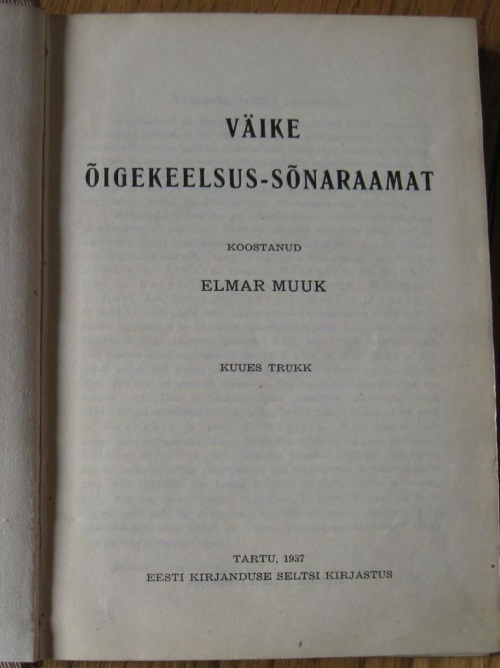 VÄIKE
ÕIGEKEELSUS-SÕNARAAMAT
KOOSTANUD
ELMAR MUUK
KUUES TRÜKK
TARTU, 1937
EESTI KIRJANDUSE SELTSI KIRJASTUS